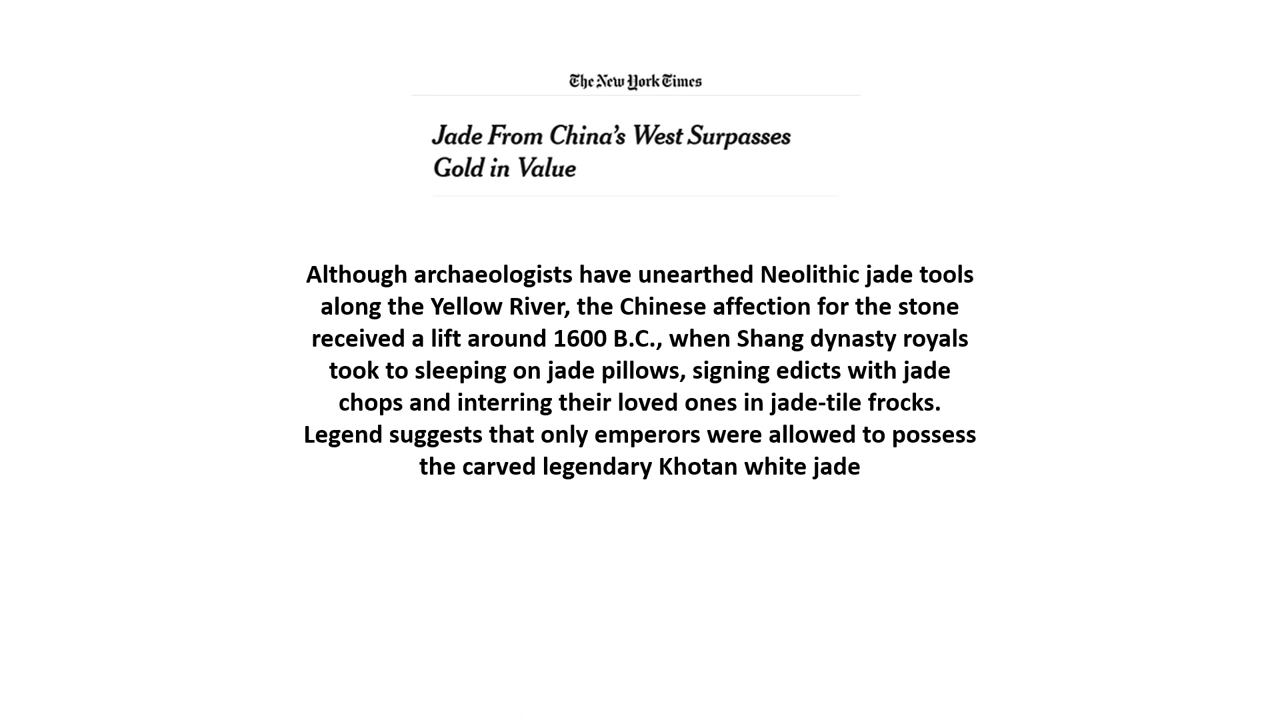 The New York Times
Jade From China's West Surpasses
Gold in Value
Although archaeologists have unearthed Neolithic jade tools
along the Yellow River, the Chinese affection for the stone
received a lift around 1600 B.C., when Shang dynasty royals
took to sleeping on jade pillows, signing edicts with jade
chops and interring their loved ones in jade-tile frocks.
Legend suggests that only emperors were allowed to possess
the carved legendary Khotan white jade